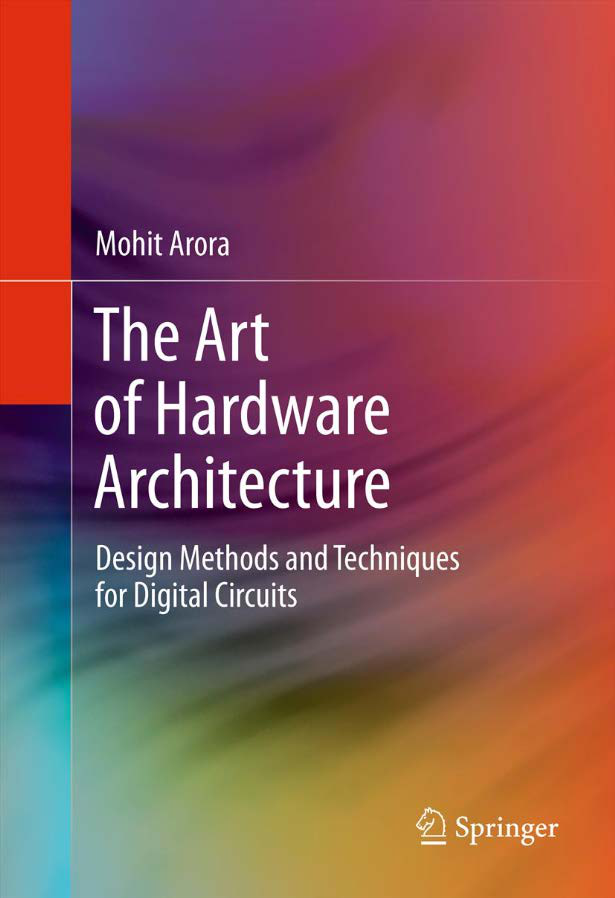 Mohit Arora
The Art
of Hardware
Architecture
Design Methods and Techniques
for Digital Circuits
Springer